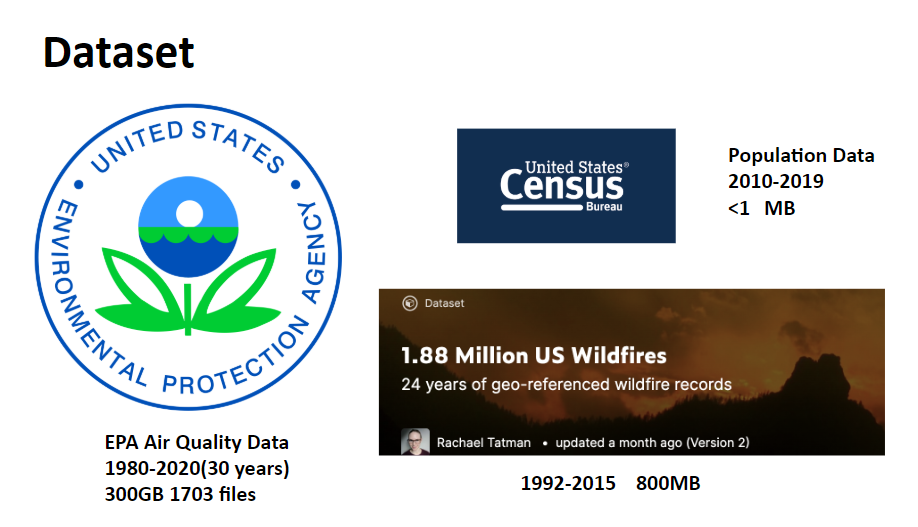 Dataset
UNITED STATES
ENVIRONMENTAL PROTECTION AGENCY
EPA Air Quality Data
1980-2020(30 years)
300GB 1703 files
United States®
Census
Bureau
Population Data
2010-2019
<1 MB
Dataset
1.88 Million US Wildfires
24 years of geo-referenced wildfire records
Rachael Tatman • updated a month ago (Version 2)
1992-2015 800MB